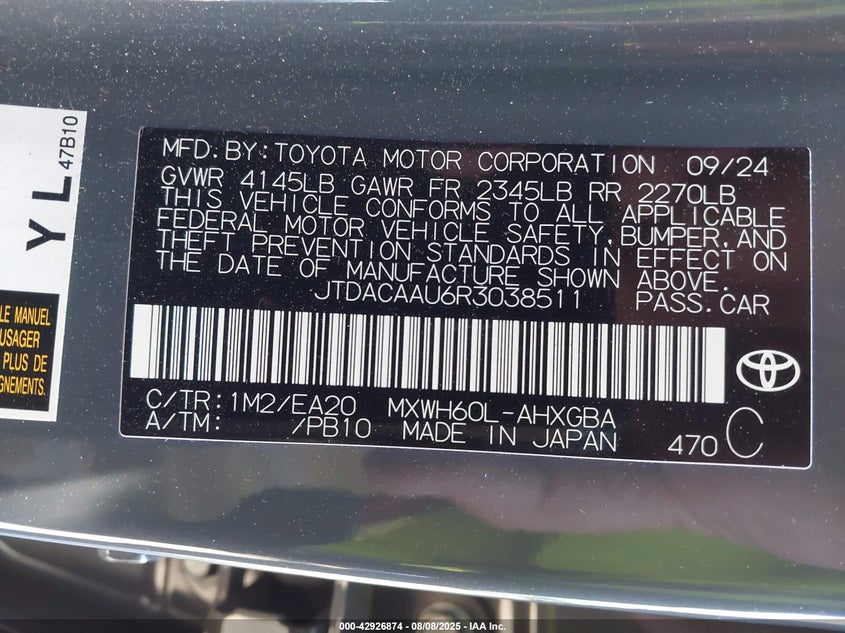 47B10
YL
LE MANUEL
USAGER
PLUS DE
GNEMENTS.
MFD.BY:TOYOTA MOTOR CORPORATION 09/24
GVWR 4145LB GAWR FR 2345LB RR 2270LB
THIS VEHICLE CONFORMS TO ALL APPLICABLE
FEDERAL MOTOR VEHICLE SAFETY,BUMPER,AND
THEFT PREVENTION STANDARDS IN EFFECT ON
THE DATE OF MANUFACTURE SHOWN ABOVE.
JTDACAAU6R3038511 PASS.CAR
C/TR:1M2/EA20 MXWH60L-AHXGBA
A/TM: /PB10 MADE IN JAPAN
470 C
000-42926874 - 08/08/2025 - IAA Inc.